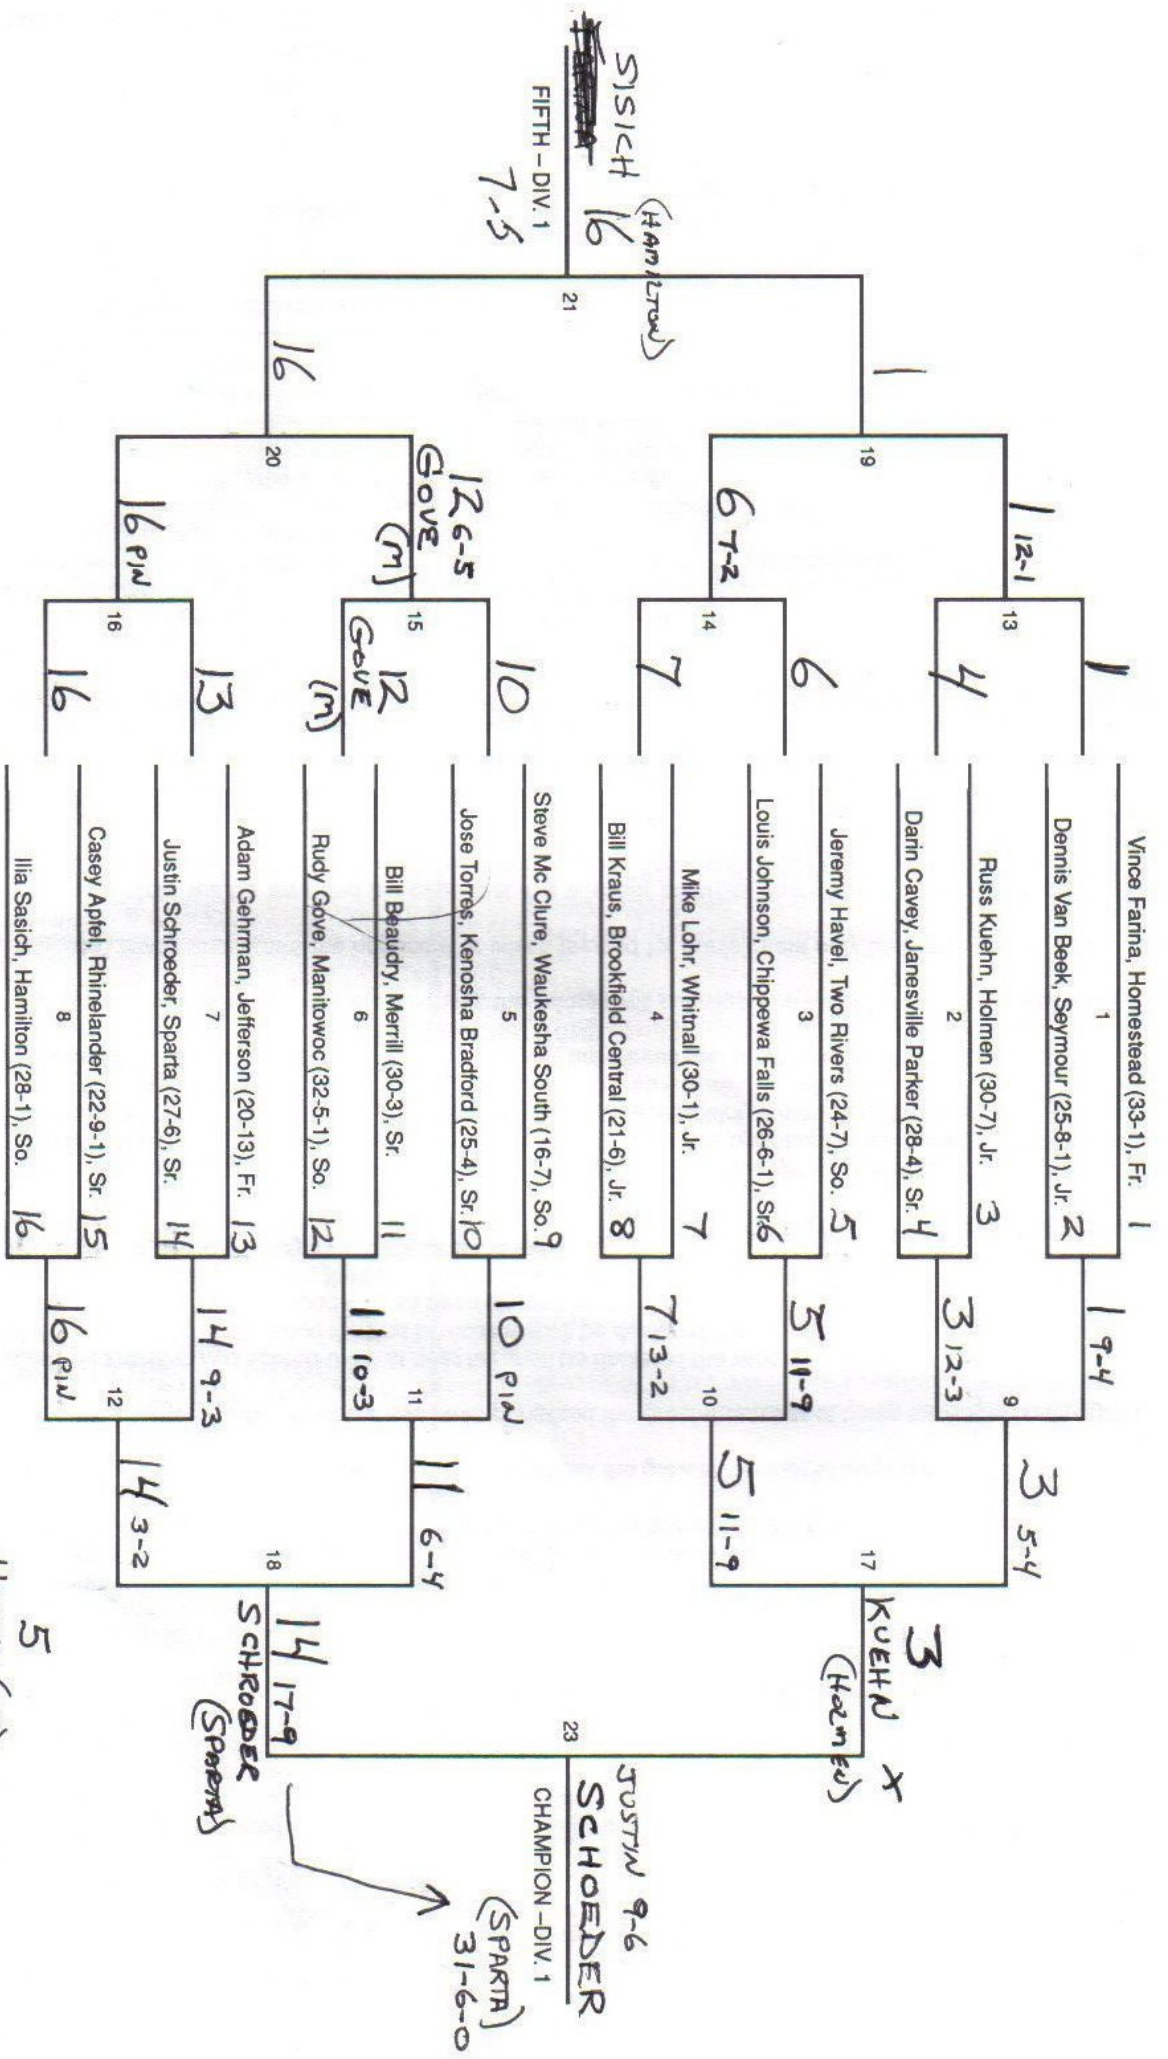 SISICH 16 (HAMILTON)
FIFTH – DIV. 1
7-5
21
1
16
19
20
1 12-1
6 7-2
12 6-5
GOVE (M)
16 PIN
13
14
15
16
1
4
6
7
10
12
GOVE (M)
13
16
Vince Farina, Homestead (33-1), Fr. 1
1
Dennis Van Beek, Seymour (25-8-1), Jr. 2
Russ Kuehn, Holmen (30-7), Jr. 3
2
Darin Cavey, Janesville Parker (28-4), Sr. 4
Jeremy Havel, Two Rivers (24-7), So. 5
3
Louis Johnson, Chippewa Falls (26-6-1), Sr. 6
Mike Lohr, Whitnall (30-1), Jr. 7
4
Bill Kraus, Brookfield Central (21-6), Jr. 8
Steve Mc Clure, Waukesha South (16-7), So. 9
5
Jose Torres, Kenosha Bradford (25-4), Sr. 10
Bill Beaudry, Merrill (30-3), Sr. 11
6
Rudy Gove, Manitowoc (32-5-1), So. 12
Adam Gehrman, Jefferson (20-13), Fr. 13
7
Justin Schroeder, Sparta (27-6), Sr. 14
Casey Apfel, Rhinelander (22-9-1), Sr. 15
8
Ilia Sasich, Hamilton (28-1), So. 16
1 9-4
3 12-3
5 11-9
7 13-2
10 PIN
11 10-3
14 9-3
16 PIN
9
10
11
12
3 5-4
5 11-9
11 6-4
14 3-2
17
18
3
KUEHN X
(HOLMEN)
14 17-9
SCHROEDER
(SPARTA)
23
JUSTIN 9-6
SCHOEDER
CHAMPION – DIV. 1
(SPARTA)
31-6-0
5